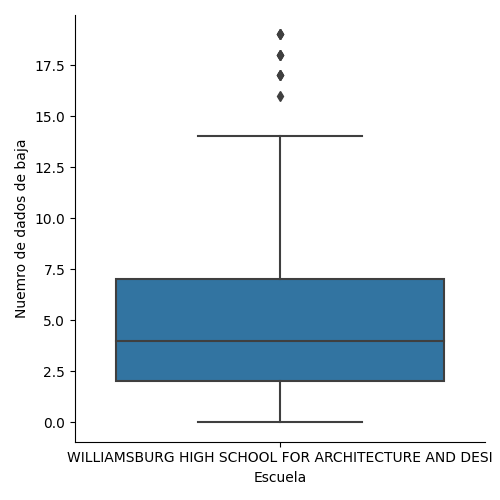 17.5
15.0
12.5
10.0
7.5
5.0
2.5
0.0
Nuemro de dados de baja
WILLIAMSBURG HIGH SCHOOL FOR ARCHITECTURE AND DESI
Escuela